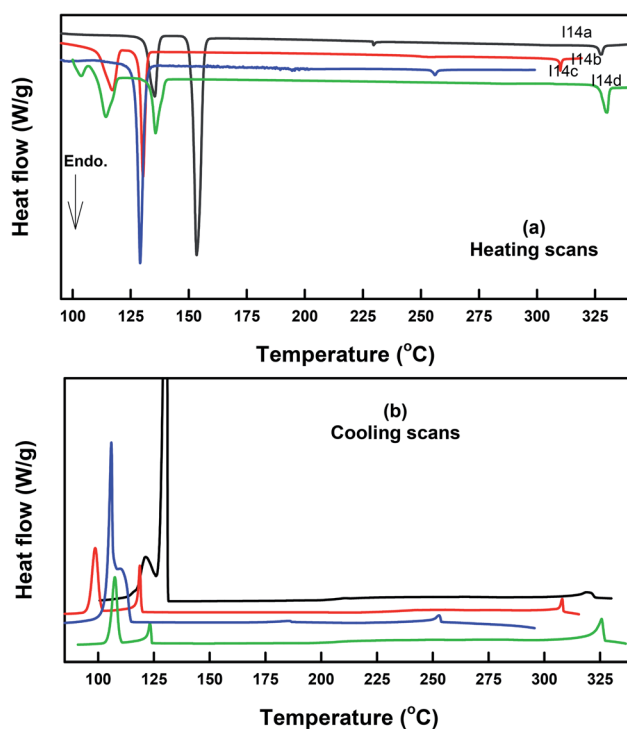 I14a
I14b
I14c
I14d
Heat flow (W/g)
Endo.
(a)
Heating scans
100 125 150 175 200 225 250 275 300 325
Temperature (°C)
(b)
Cooling scans
Heat flow (W/g)
100 125 150 175 200 225 250 275 300 325
Temperature (°C)